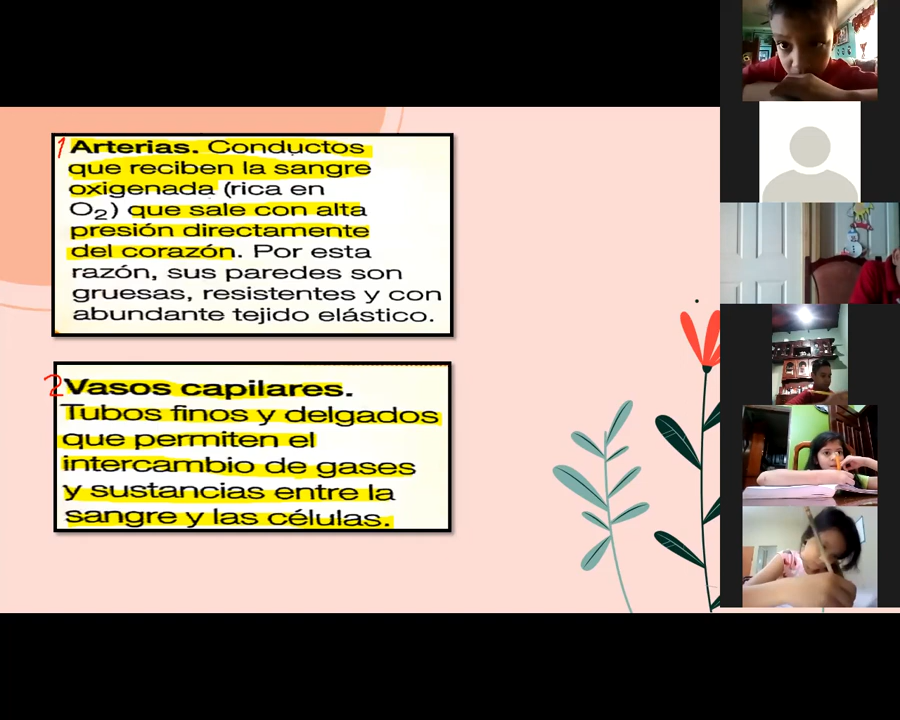 1 Arterias. Conductos
que reciben la sangre
oxigenada (rica en
O₂) que sale con alta
presión directamente
del corazón. Por esta
razón, sus paredes son
gruesas, resistentes y con
abundante tejido elástico.
2 Vasos capilares.
Tubos finos y delgados
que permiten el
intercambio de gases
y sustancias entre la
sangre y las células.